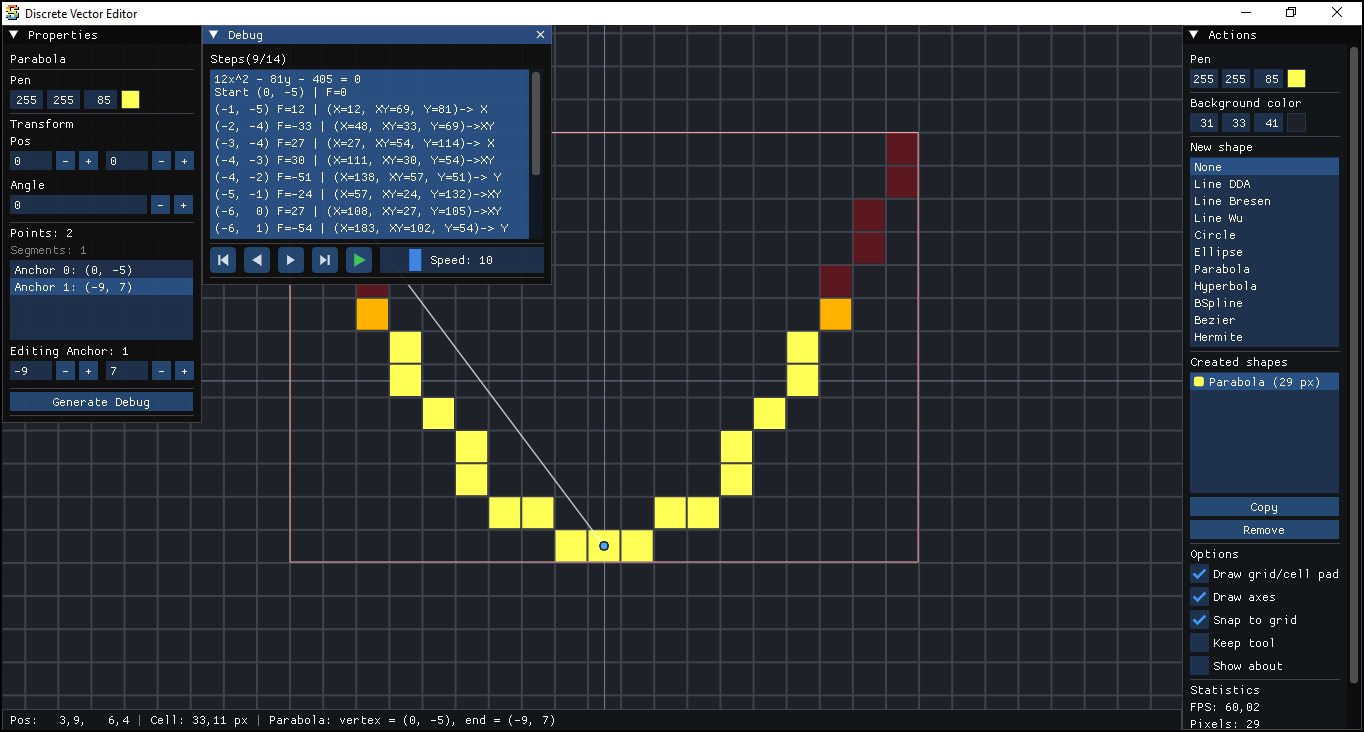 Discrete Vector Editor
Properties
Parabola
Pen
255 255 85
Transform
Pos
0 - + 0 - +
Angle
0 - +
Points: 2
Segments: 1
Anchor 0: (0, -5)
Anchor 1: (-9, 7)
Editing Anchor: 1
-9 - + 7 - +
Generate Debug
Debug
Steps(9/14)
12x^2 - 81y - 405 = 0
Start (0, -5) | F=0
(-1, -5) F=12 | (X=12, XY=69, Y=81)-> X
(-2, -4) F=-33 | (X=48, XY=33, Y=69)->XY
(-3, -4) F=27 | (X=27, XY=54, Y=114)-> X
(-4, -3) F=30 | (X=111, XY=30, Y=54)->XY
(-4, -2) F=-51 | (X=138, XY=57, Y=51)-> Y
(-5, -1) F=-24 | (X=57, XY=24, Y=132)->XY
(-6,  0) F=27 | (X=108, XY=27, Y=105)->XY
(-6,  1) F=-54 | (X=183, XY=102, Y=54)-> Y
Speed: 10
Actions
Pen
255 255 85
Background color
31 33 41
New shape
None
Line DDA
Line Bresen
Line Wu
Circle
Ellipse
Parabola
Hyperbola
BSpline
Bezier
Hermite
Created shapes
Parabola (29 px)
Copy
Remove
Options
Draw grid/cell pad
Draw axes
Snap to grid
Keep tool
Show about
Statistics
FPS: 60,02
Pixels: 29
Pos:   3,9,   6,4 | Cell: 33,11 px | Parabola: vertex = (0, -5), end = (-9, 7)